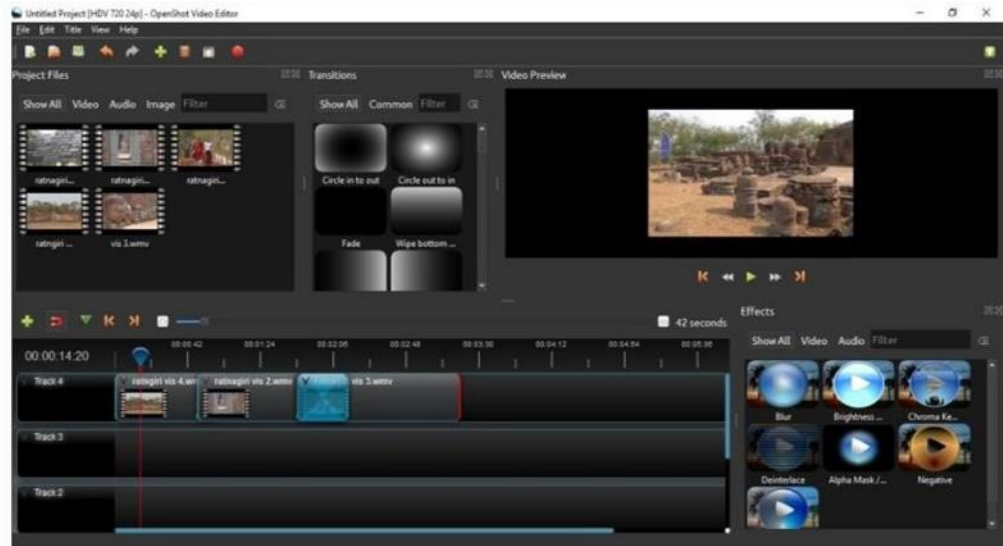 Untitled Project [HDV 720 24p] - OpenShot Video Editor
File Edit Title View Help
Project Files
Show All Video Audio Image Filter
ratnagiri...
ratnagiri...
ratnagiri...
ratngiri ...
vis 3.wmv
Transitions
Show All Common Filter
Circle in to out
Circle out to in
Fade
Wipe bottom ...
Video Preview
42 seconds
00:00:14:20
00:00:42
00:01:24
00:02:06
00:02:48
00:03:30
00:04:12
00:04:54
00:05:36
Track 4
ratngiri vis 4.wm
ratnagiri vis 2.wmv
vis 3.wmv
Track 3
Track 2
Effects
Show All Video Audio Filter
Blur
Brightness ...
Chroma Ke...
Deinterlace
Alpha Mask /...
Negative